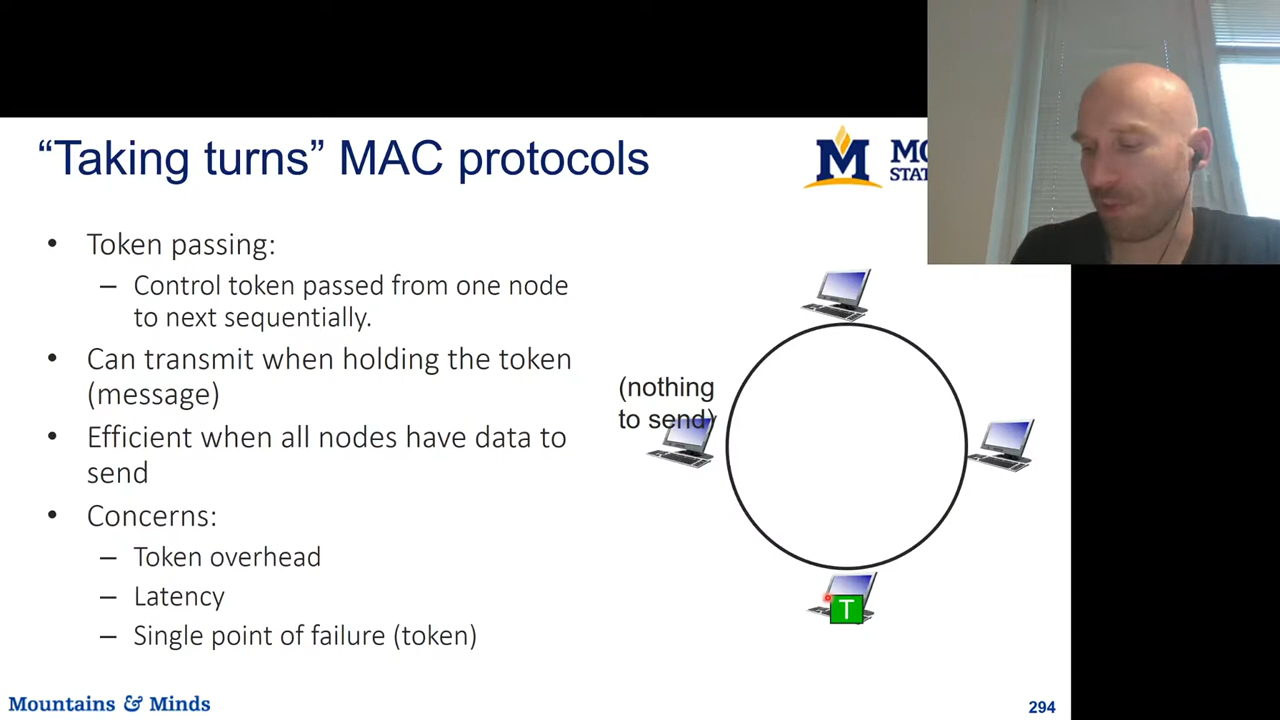 “Taking turns” MAC protocols
M
STAT
• Token passing:
– Control token passed from one node
to next sequentially.
• Can transmit when holding the token
(message)
• Efficient when all nodes have data to
send
• Concerns:
– Token overhead
– Latency
– Single point of failure (token)
(nothing
to send)
T
Mountains & Minds
294